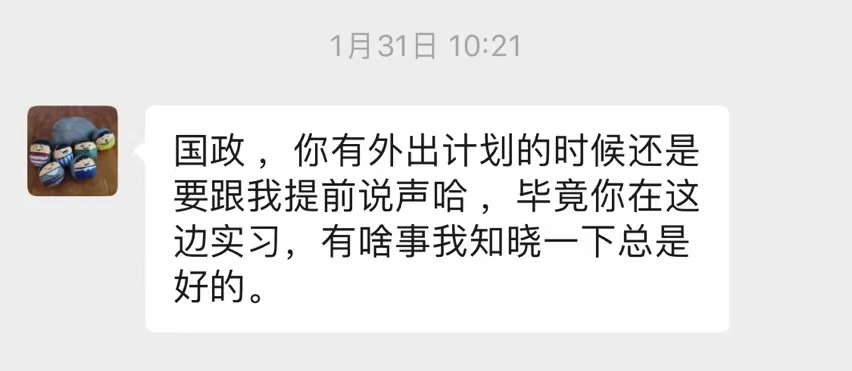 1月31日 10:21
国政 ，你有外出计划的时候还是
要跟我提前说声哈 ，毕竟你在这
边实习，有啥事我知晓一下总是
好的。